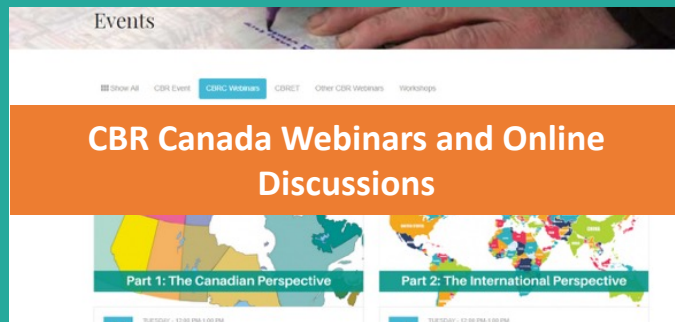 Events
Show All CBR Event CBRC Webinars CBRET Other CBR Webinars Workshops
CBR Canada Webinars and Online
Discussions
Part 1: The Canadian Perspective
Part 2: The International Perspective
TUESDAY - 12:00 PM-1:00 PM
TUESDAY - 12:00 PM-1:00 PM